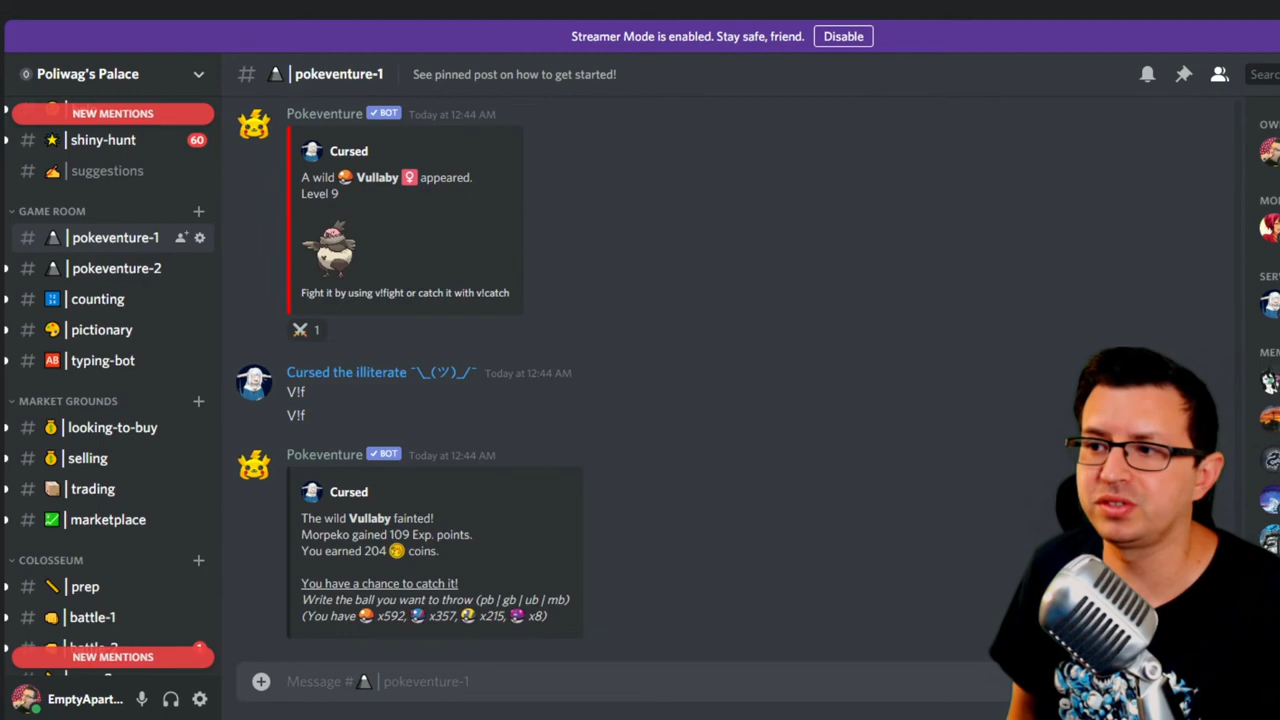 Streamer Mode is enabled. Stay safe, friend. Disable
Poliwag's Palace
NEW MENTIONS
shiny-hunt 60
suggestions
GAME ROOM
pokeventure-1
pokeventure-2
counting
pictionary
typing-bot
MARKET GROUNDS
looking-to-buy
selling
trading
marketplace
COLOSSEUM
prep
battle-1
NEW MENTIONS
EmptyApart...
pokeventure-1 See pinned post on how to get started!
Pokeventure BOT Today at 12:44 AM
Cursed
A wild Vullaby ♀ appeared.
Level 9
Fight it by using v!fight or catch it with v!catch
1
Cursed the illiterate ¯\_(ツ)_/¯ Today at 12:44 AM
V!f
V!f
Pokeventure BOT Today at 12:44 AM
Cursed
The wild Vullaby fainted!
Morpeko gained 109 Exp. points.
You earned 204 coins.
You have a chance to catch it!
Write the ball you want to throw (pb | gb | ub | mb)
(You have x592, x357, x215, x8)
Message # | pokeventure-1